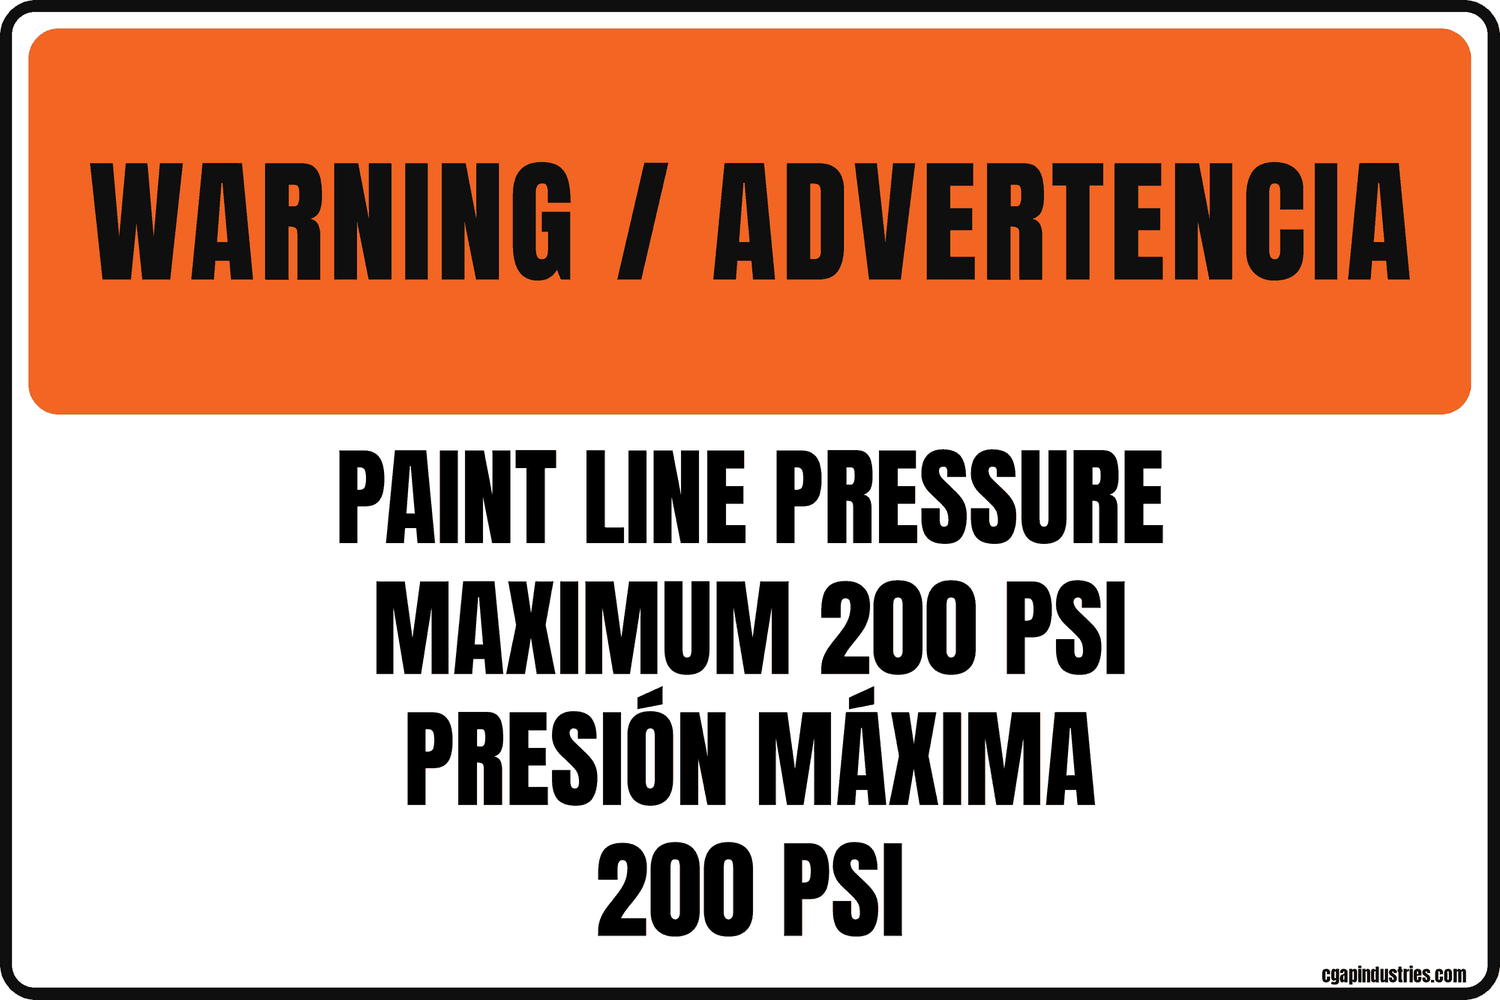 WARNING / ADVERTENCIA
PAINT LINE PRESSURE
MAXIMUM 200 PSI
PRESIÓN MÁXIMA
200 PSI
cgapindustries.com